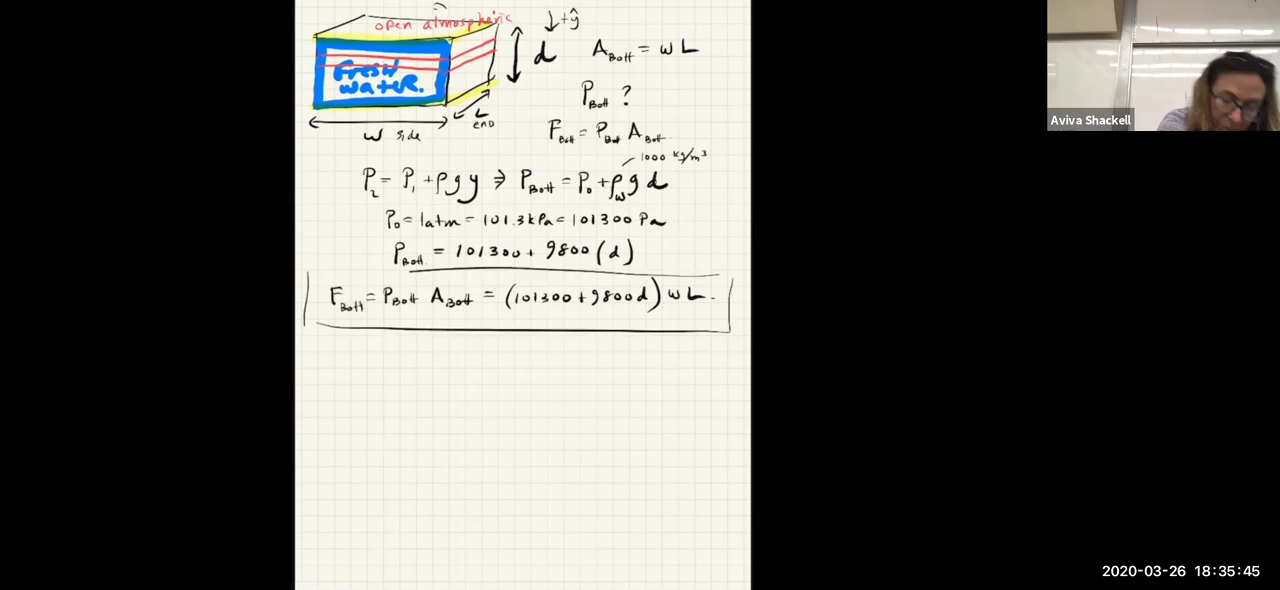 open atmospheric
↓+ŷ
Fresh
water.
d
A_Bott = w L
P_Bott ?
L
END
w side
F_Bott = P_Bott A_Bott
1000 kg/m³
P₂ = P₁ + ρgy ⇒ P_Bott = P₀ + ρ_w g d
P₀ = 1atm = 101.3kPa = 101300 Pa
P_Bott. = 101300 + 9800 (d)
F_Bott = P_Bott A_Bott = (101300 + 9800d) w L.
Aviva Shackell
2020-03-26 18:35:45